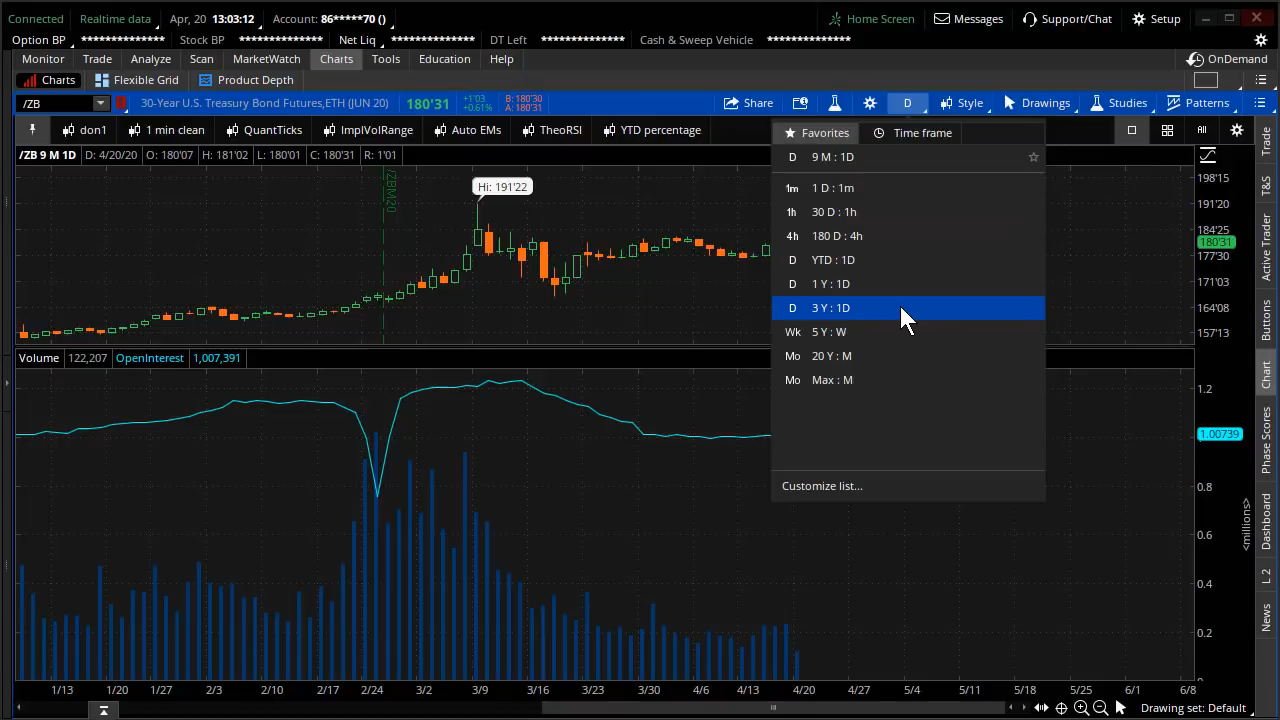 Connected Realtime data Apr, 20 13:03:12 Account: 86*****70 () Home Screen Messages Support/Chat Setup
Option BP ************** Stock BP ************** Net Liq ************** DT Left ************** Cash & Sweep Vehicle **************
Monitor Trade Analyze Scan MarketWatch Charts Tools Education Help OnDemand
Charts Flexible Grid Product Depth
/ZB 30-Year U.S. Treasury Bond Futures,ETH (JUN 20) 180'31 +1'03 B: 180'30 Share D Style Drawings Studies Patterns
+0.61% A: 180'31
don1 1 min clean QuantTicks ImplVolRange Auto EMs TheoRSI YTD percentage Favorites Time frame All
/ZB 9 M 1D D: 4/20/20 O: 180'07 H: 181'02 L: 180'01 C: 180'31 R: 1'01
D 9 M : 1D
1m 1 D : 1m
1h 30 D : 1h
4h 180 D : 4h
D YTD : 1D
D 1 Y : 1D
D 3 Y : 1D
Wk 5 Y : W
Mo 20 Y : M
Mo Max : M
Customize list...
/ZBM20
Hi: 191'22
198'15
191'20
184'25
180'31
177'30
171'03
164'08
157'13
Volume 122,207 OpenInterest 1,007,391
1.2
1.00739
0.8
0.6
0.4
0.2
<millions>
1/13 1/20 1/27 2/3 2/10 2/17 2/24 3/2 3/9 3/16 3/23 3/30 4/6 4/13 4/20 4/27 5/4 5/11 5/18 5/25 6/1 6/8
Drawing set: Default
Trade
T&S
Active Trader
Buttons
Chart
Phase Scores
Dashboard
L 2
News